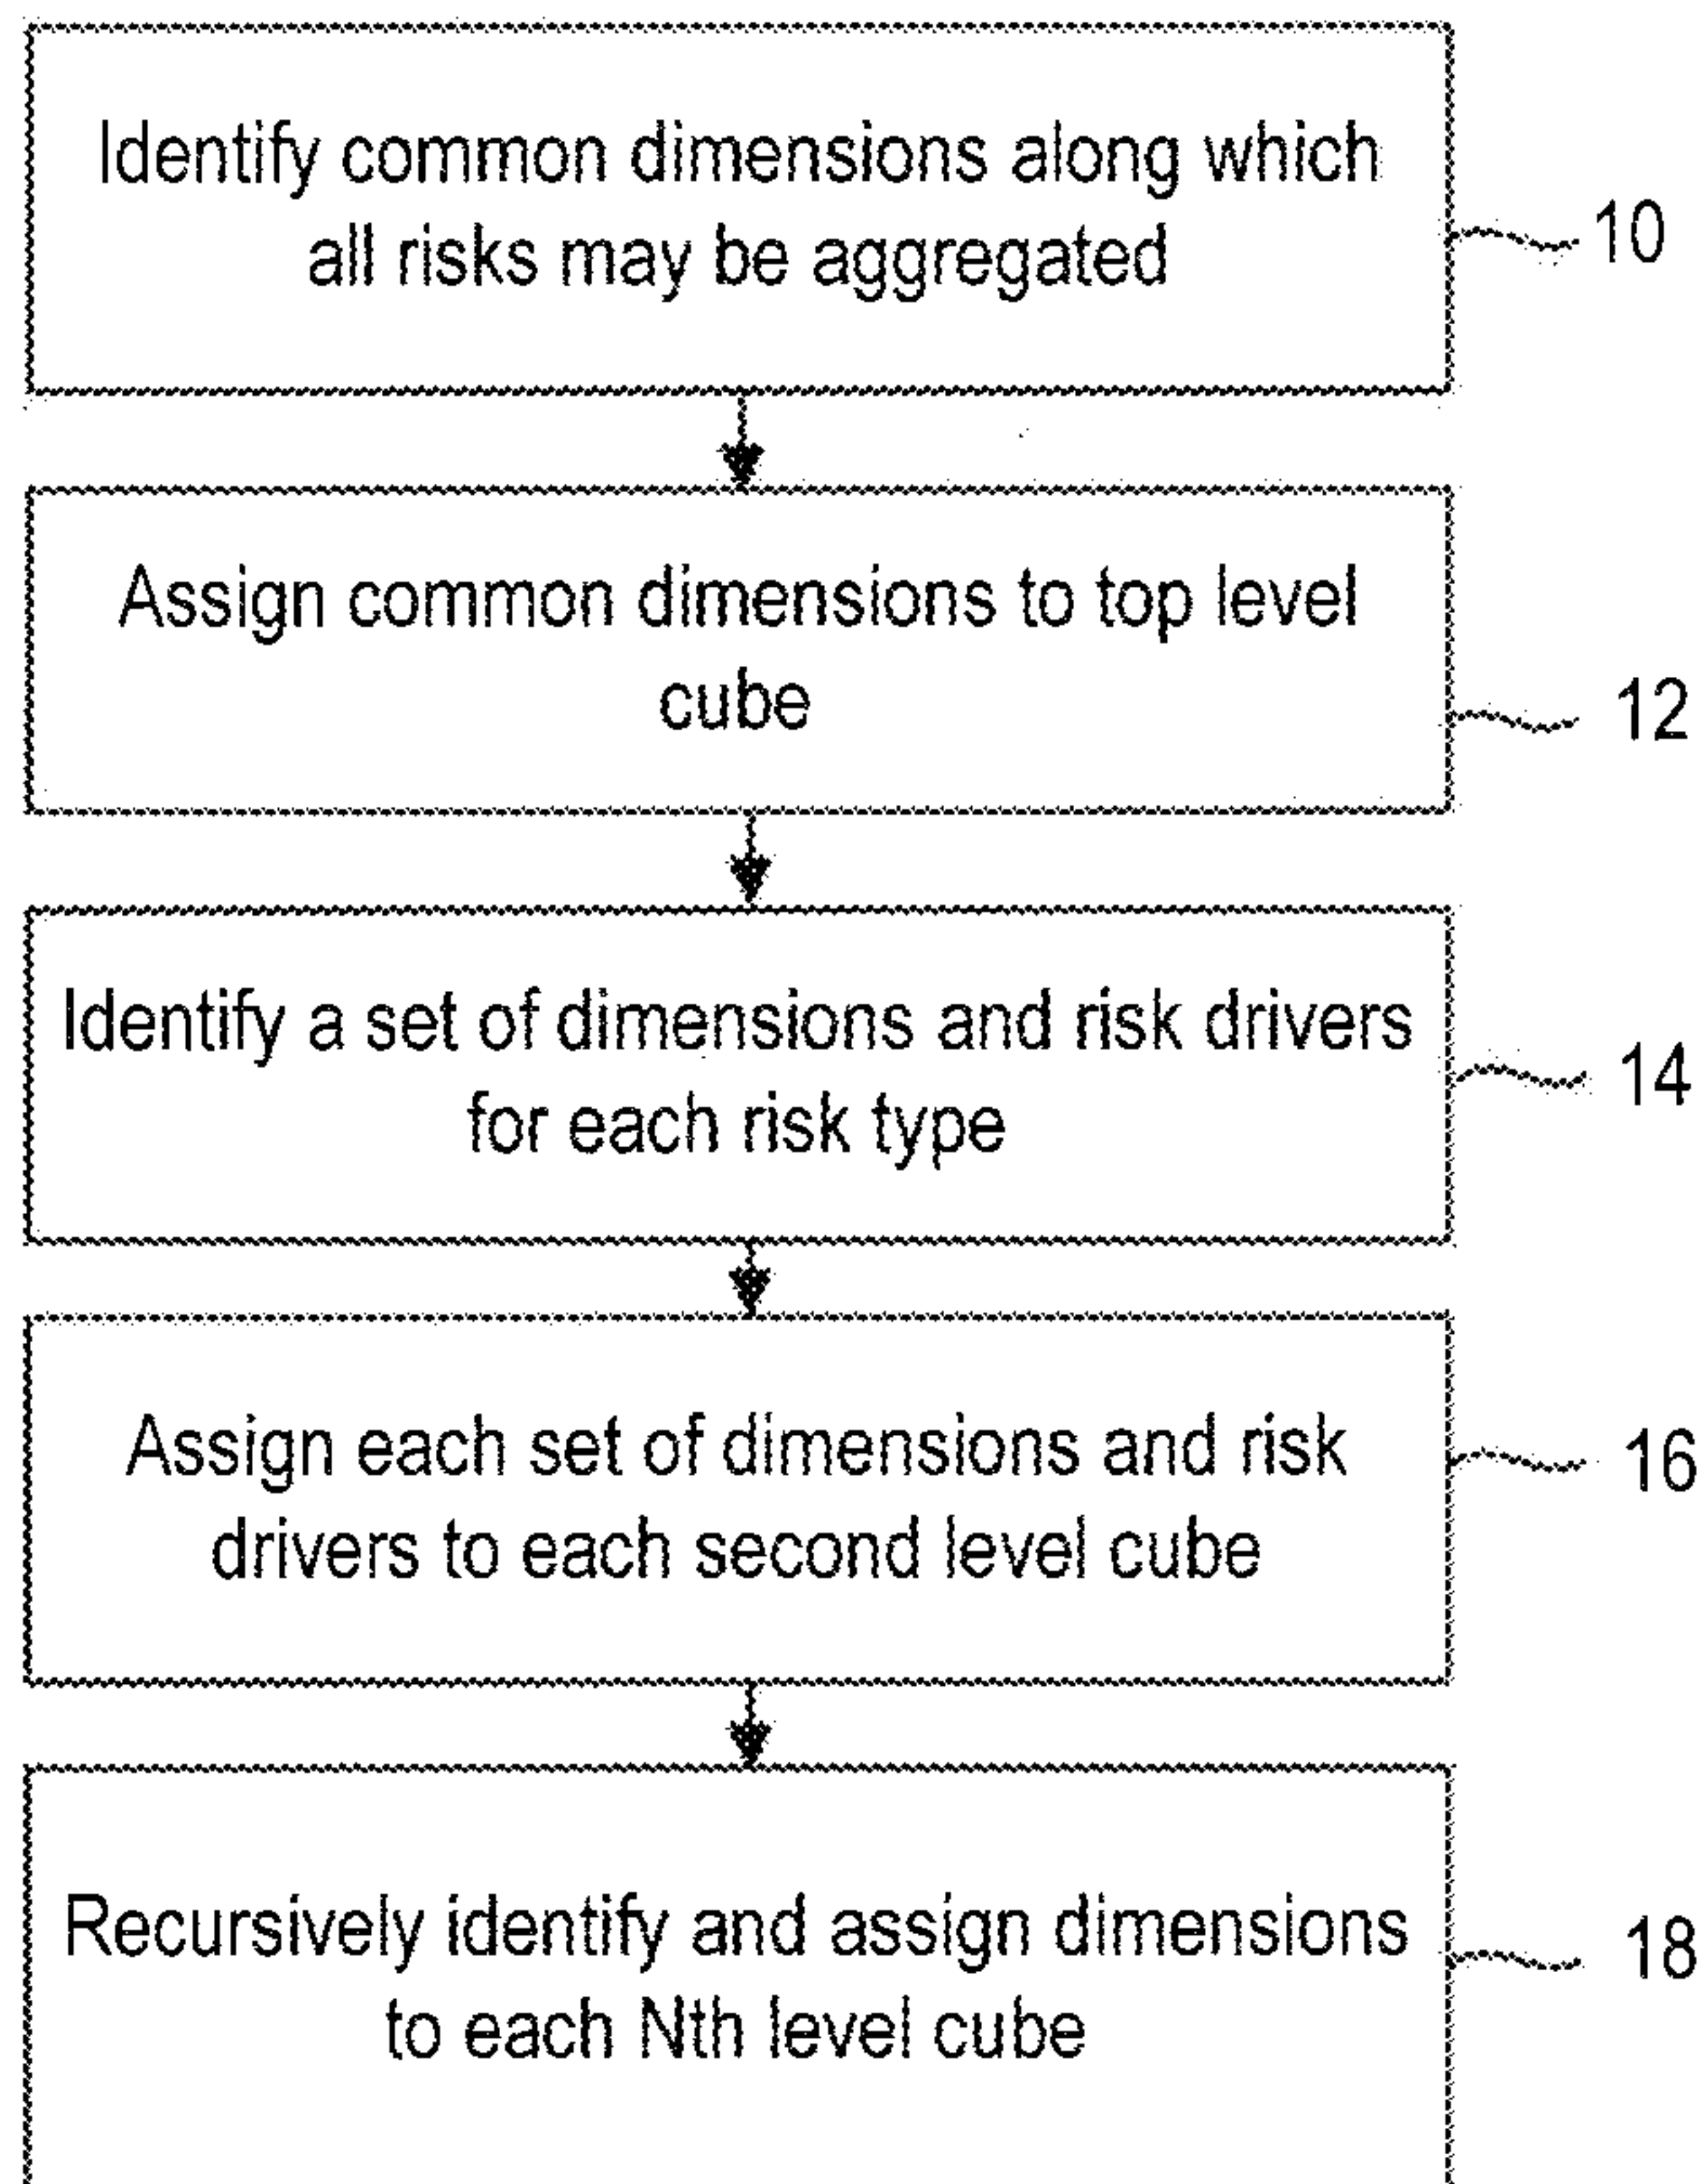 Identify common dimensions along which
all risks may be aggregated
10
Assign common dimensions to top level
cube
12
Identify a set of dimensions and risk drivers
for each risk type
14
Assign each set of dimensions and risk
drivers to each second level cube
16
Recursively identify and assign dimensions
to each Nth level cube
18